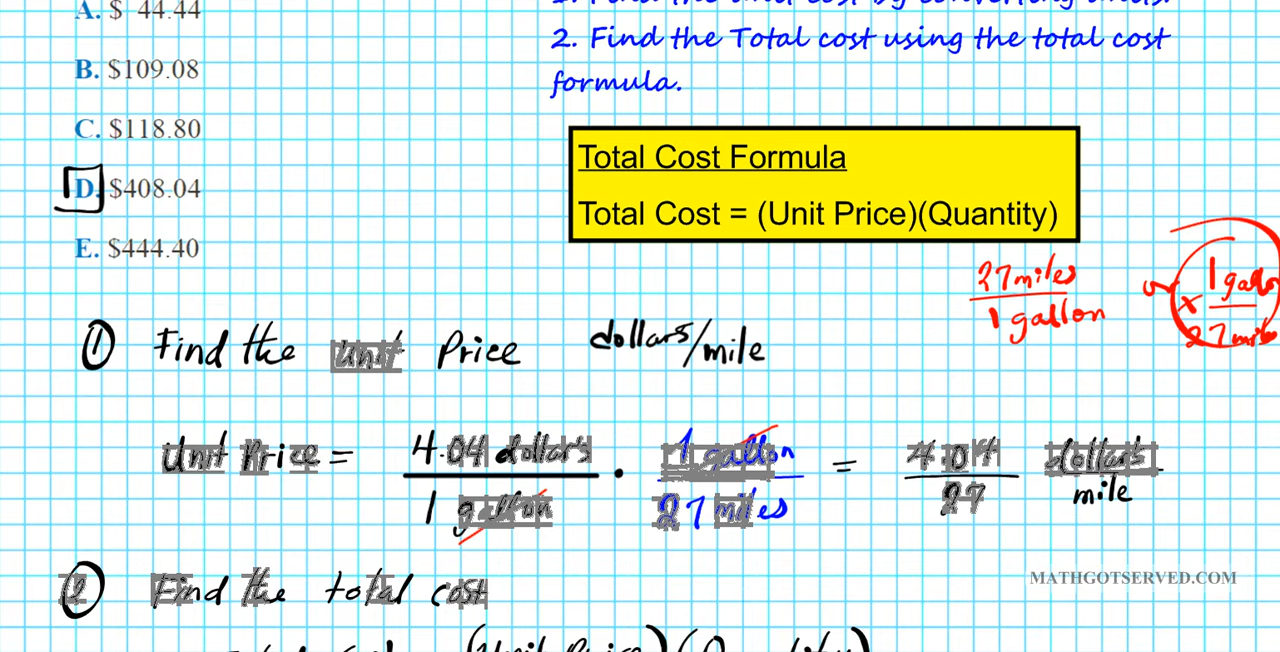 A. $ 44.44
2. Find the Total cost using the total cost
formula.
B. $109.08
C. $118.80
D. $408.04
E. $444.40
Total Cost Formula
Total Cost = (Unit Price)(Quantity)
27 miles
1 gallon
x 1 gallon
27 miles
① Find the unit Price dollars/mile
Unit Price = 4.04 dollars / 1 gallon · 1 gallon / 27 miles = 4.04 / 27 dollars / mile
② Find the total cost
MATHGOTSERVED.COM